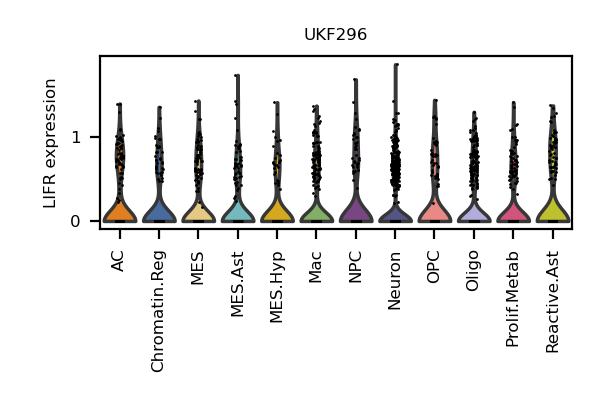 UKF296
LIFR expression
1
0
AC
Chromatin.Reg
MES
MES.Ast
MES.Hyp
Mac
NPC
Neuron
OPC
Oligo
Prolif.Metab
Reactive.Ast